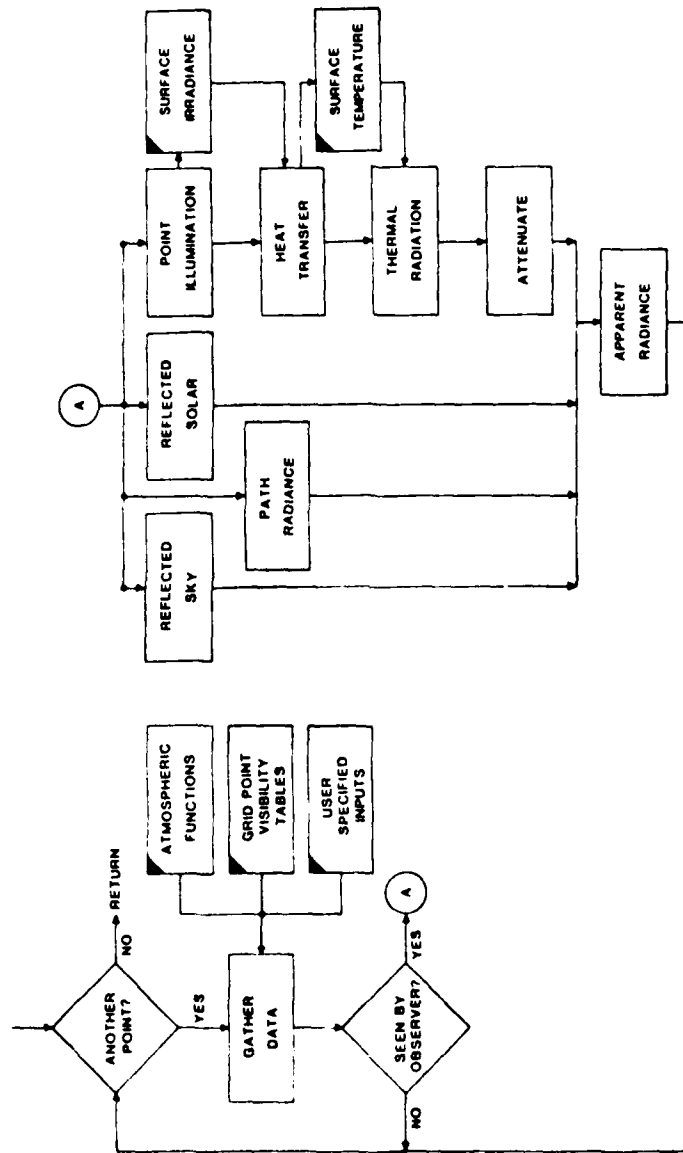 ANOTHER
POINT?
NO
RETURN
YES
GATHER
DATA
ATMOSPHERIC
FUNCTIONS
GRID POINT
VISIBILITY
TABLES
USER
SPECIFIED
INPUTS
SEEN BY
OBSERVER?
NO
YES
A
A
REFLECTED
SKY
PATH
RADIANCE
REFLECTED
SOLAR
POINT
ILLUMINATION
SURFACE
IRRADIANCE
HEAT
TRANSFER
SURFACE
TEMPERATURE
THERMAL
RADIATION
ATTENUATE
APPARENT
RADIANCE